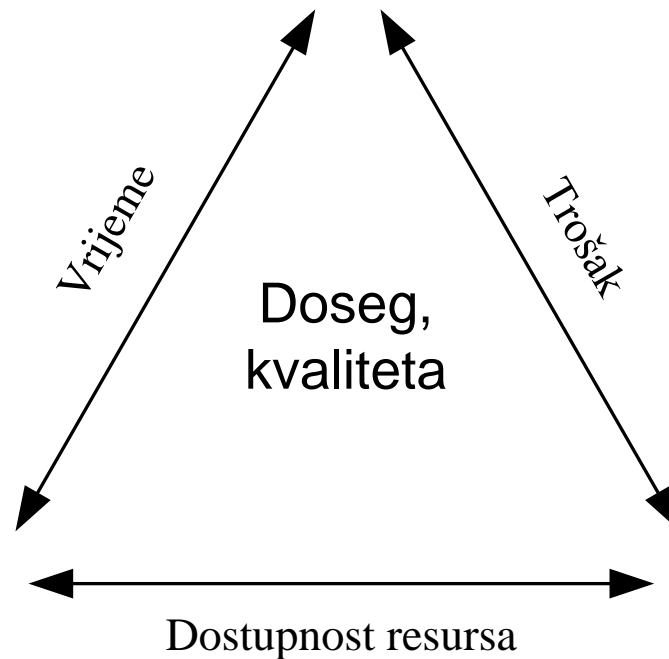 Vrijeme
Trošak
Doseg,
kvaliteta
Dostupnost resursa